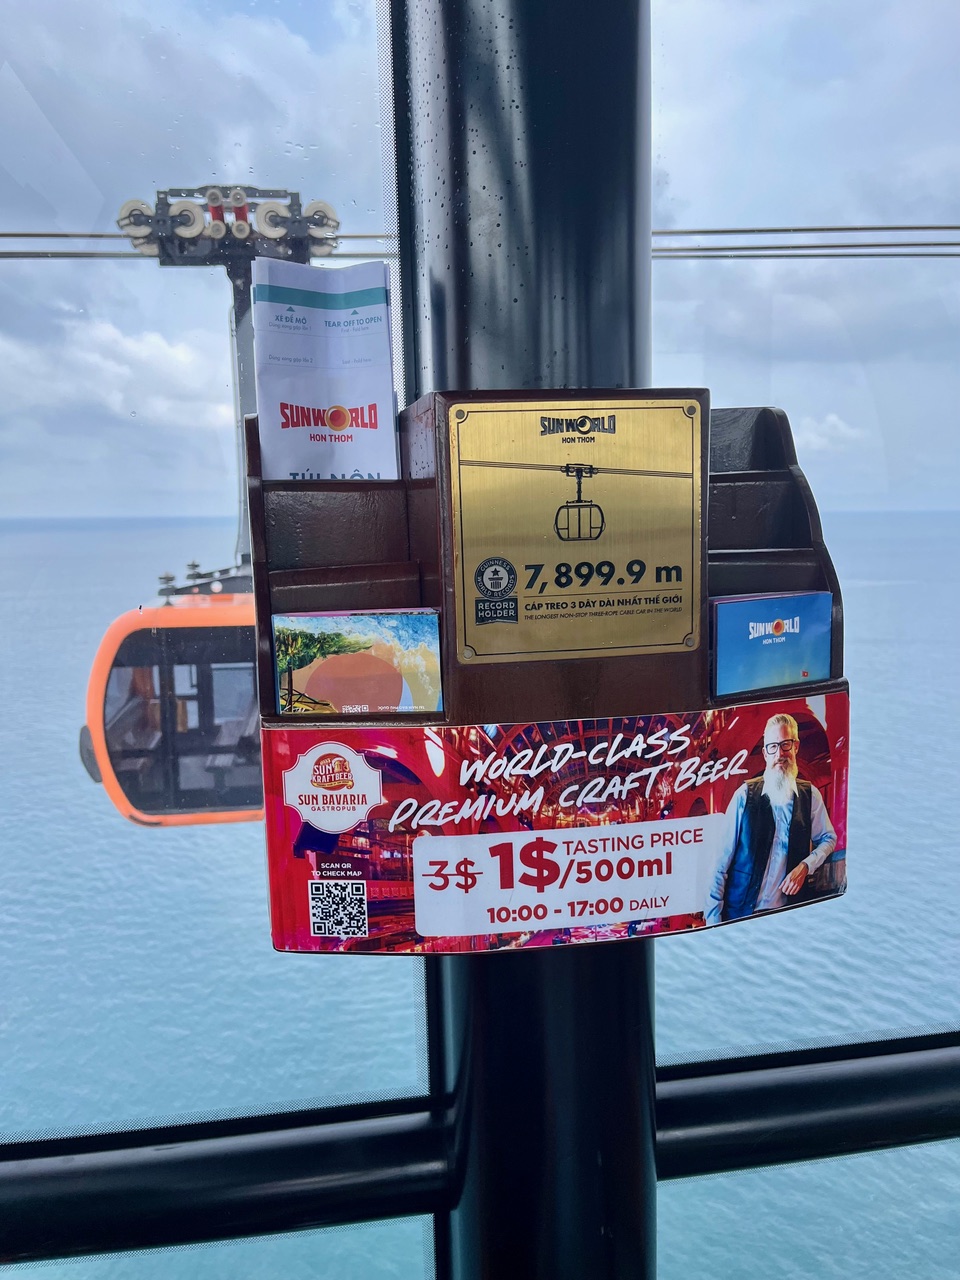 XÉ ĐỂ MỞ
TEAR OFF TO OPEN
SUNWORLD
HON THOM
TÚI NÔN
SUNWORLD
HON THOM
GUINNESS
WORLD RECORDS
RECORD
HOLDER
7,899.9 m
CÁP TREO 3 DÂY DÀI NHẤT THẾ GIỚI
THE LONGEST NON-STOP THREE-ROPE CABLE CAR IN THE WORLD
SUNWORLD
HON THOM
SUN
KRAFTBEER
SUN BAVARIA
GASTROPUB
WORLD-CLASS
PREMIUM CRAFT BEER
SCAN QR
TO CHECK MAP
3$ 1$ TASTING PRICE
/500ml
10:00 - 17:00 DAILY